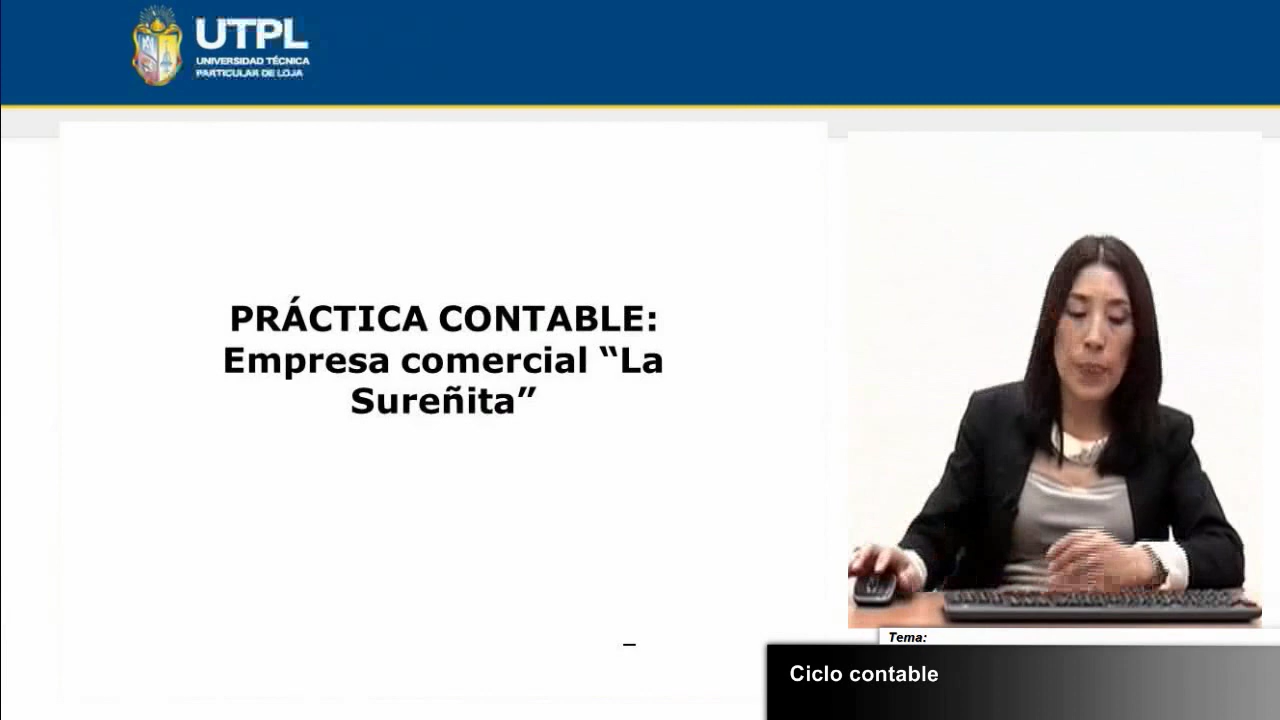 UTPL
UNIVERSIDAD TÉCNICA
PARTICULAR DE LOJA
PRÁCTICA CONTABLE:
Empresa comercial “La
Sureñita”
–
Tema:
Ciclo contable